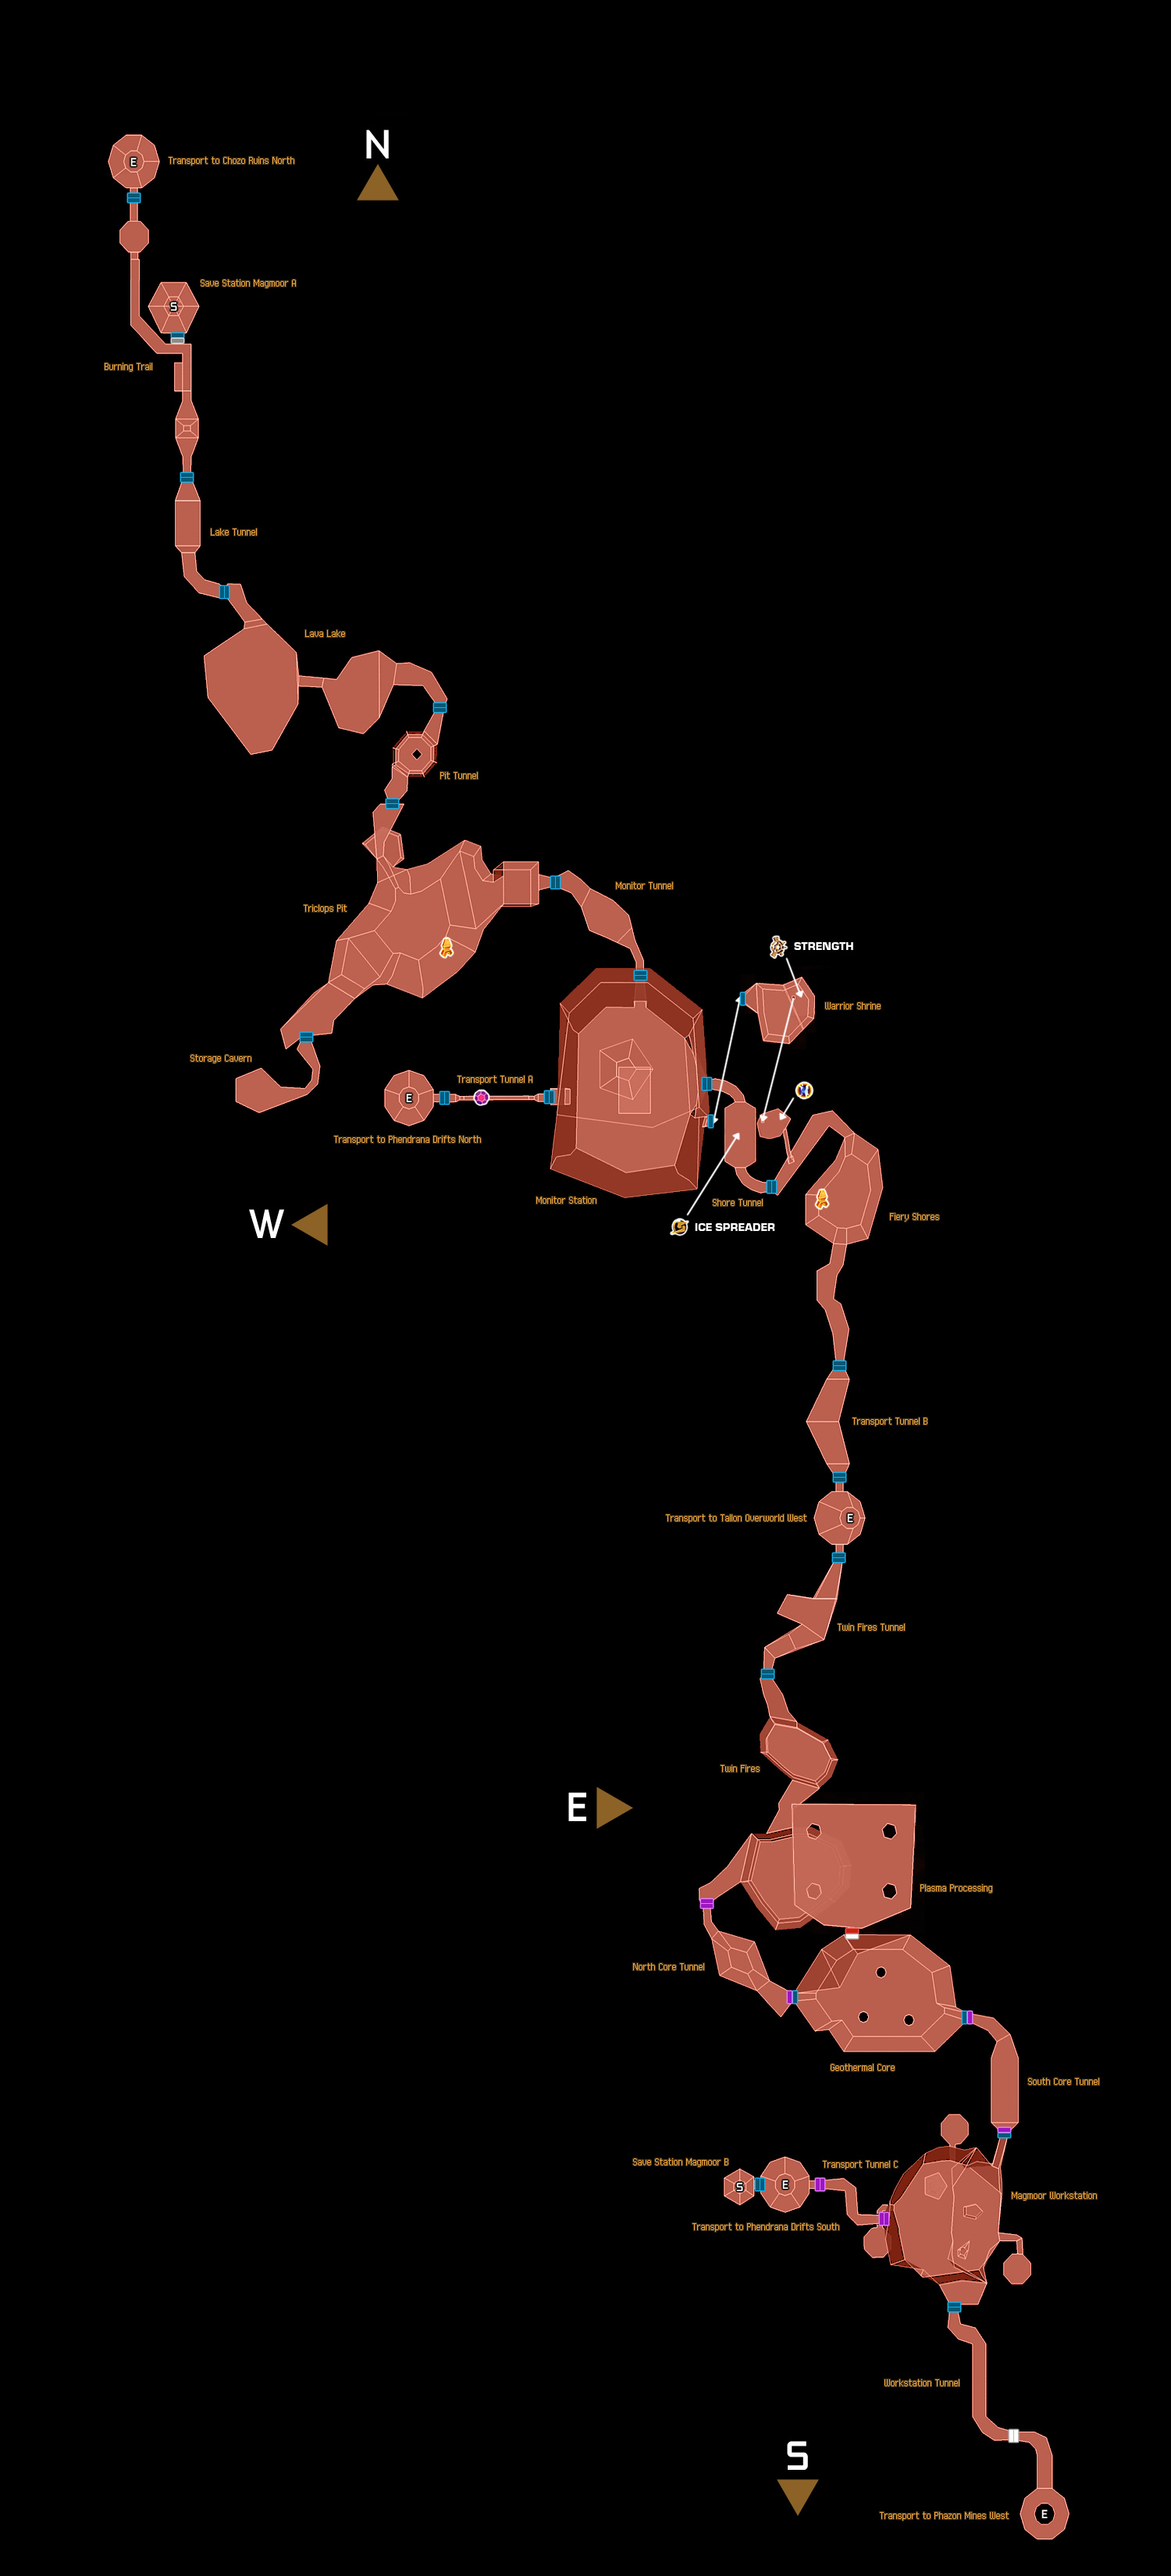 N
E
Transport to Chozo Ruins North
Save Station Magmoor A
S
Burning Trail
Lake Tunnel
Lava Lake
Pit Tunnel
Monitor Tunnel
Triclops Pit
STRENGTH
Warrior Shrine
Storage Cavern
Transport Tunnel A
E
Transport to Phendrana Drifts North
Monitor Station
Shore Tunnel
Fiery Shores
W
ICE SPREADER
Transport Tunnel B
Transport to Tallon Overworld West
E
Twin Fires Tunnel
Twin Fires
E
Plasma Processing
North Core Tunnel
Geothermal Core
South Core Tunnel
Save Station Magmoor B
Transport Tunnel C
S
E
Magmoor Workstation
Transport to Phendrana Drifts South
Workstation Tunnel
S
Transport to Phazon Mines West
E